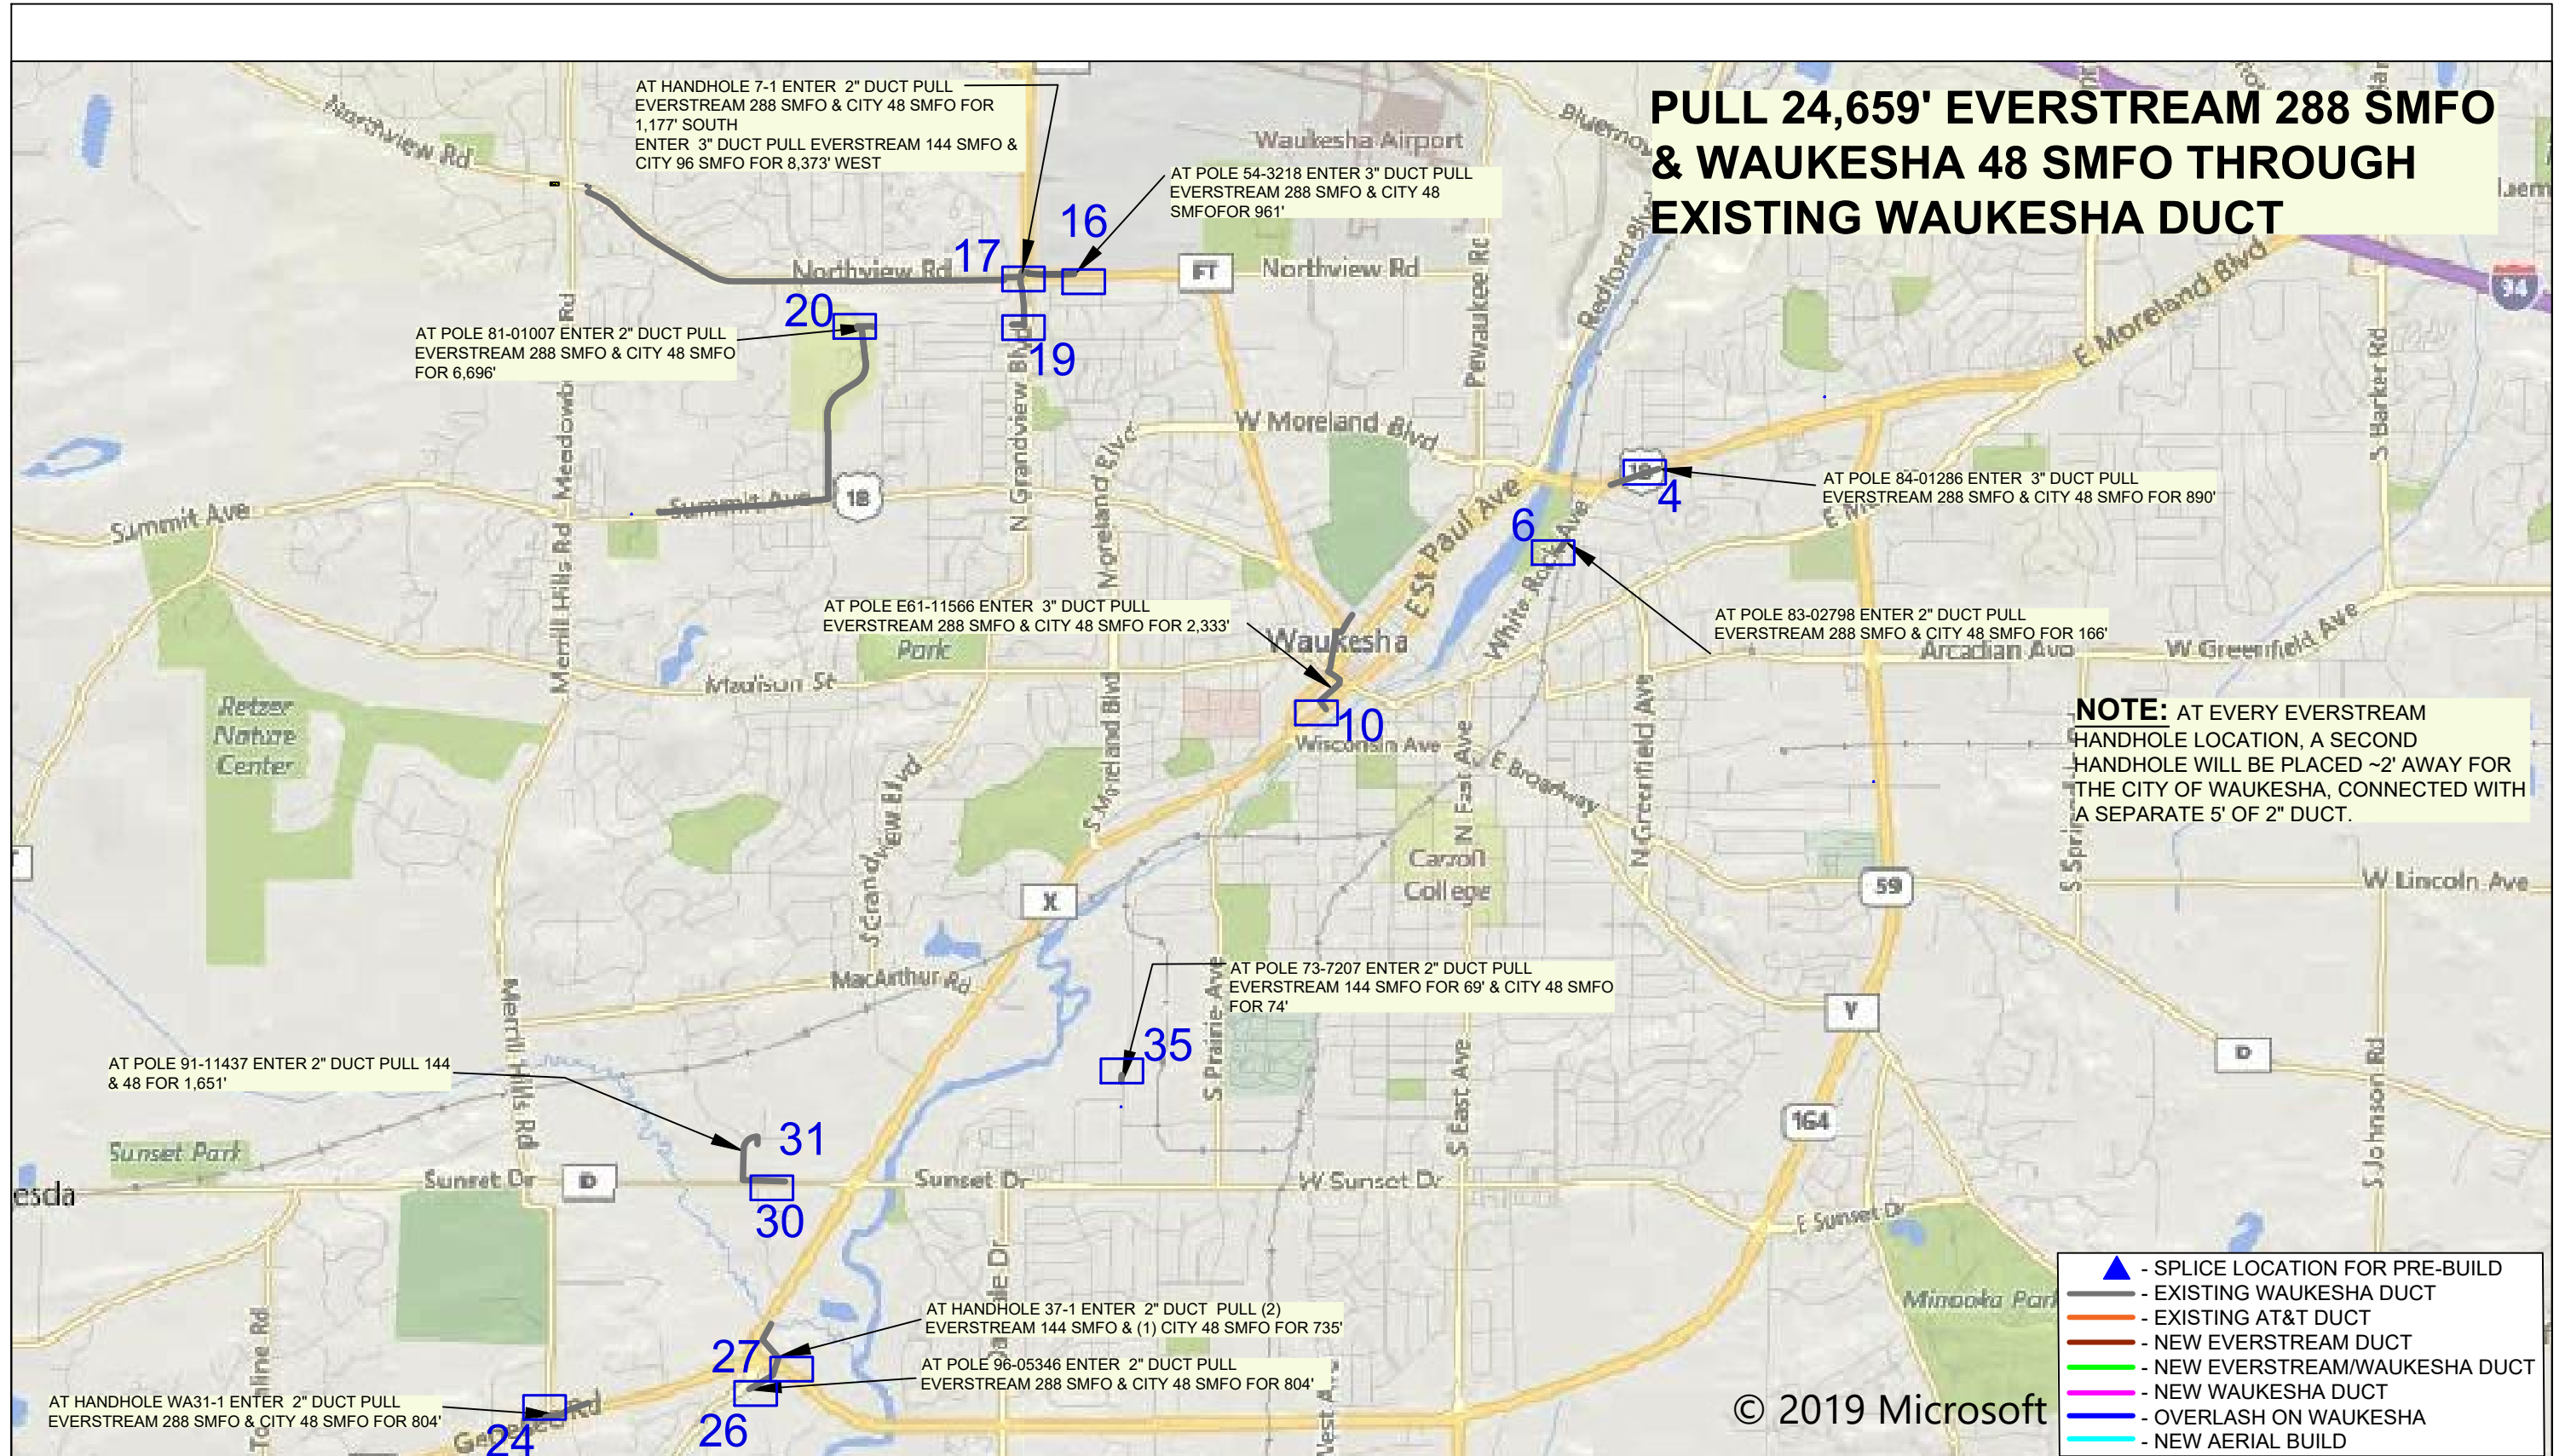 PULL 24,659' EVERSTREAM 288 SMFO
& WAUKESHA 48 SMFO THROUGH
EXISTING WAUKESHA DUCT
AT HANDHOLE 7-1 ENTER 2" DUCT PULL
EVERSTREAM 288 SMFO & CITY 48 SMFO FOR
1,177' SOUTH
ENTER 3" DUCT PULL EVERSTREAM 144 SMFO &
CITY 96 SMFO FOR 8,373' WEST
AT POLE 54-3218 ENTER 3" DUCT PULL
EVERSTREAM 288 SMFO & CITY 48
SMFOFOR 961'
Northview Rd
Waukesha Airport
16
17
Northview Rd
FT
Northview Rd
Pewaukee Rd
34
20
19
AT POLE 81-01007 ENTER 2" DUCT PULL
EVERSTREAM 288 SMFO & CITY 48 SMFO
FOR 6,696'
N Grandview Blvd
E Moreland Blvd
S Barker Rd
W Moreland Blvd
Summit Ave
Summit Ave
18
18
4
AT POLE 84-01286 ENTER 3" DUCT PULL
EVERSTREAM 288 SMFO & CITY 48 SMFO FOR 890'
6
E St Paul Ave
White Rock Ave
Merrill Hills Rd
AT POLE E61-11566 ENTER 3" DUCT PULL
EVERSTREAM 288 SMFO & CITY 48 SMFO FOR 2,333'
AT POLE 83-02798 ENTER 2" DUCT PULL
EVERSTREAM 288 SMFO & CITY 48 SMFO FOR 166'
Waukesha
Park
Arcadian Ave
W Greenfield Ave
Madison St
10
Wisconsin Ave
Retzer
Nature
Center
S Moreland Blvd
N East Ave
E Broadway
N Greenfield Ave
NOTE: AT EVERY EVERSTREAM
HANDHOLE LOCATION, A SECOND
HANDHOLE WILL BE PLACED ~2' AWAY FOR
THE CITY OF WAUKESHA, CONNECTED WITH
A SEPARATE 5' OF 2" DUCT.
Carroll
College
X
59
W Lincoln Ave
MacArthur Rd
AT POLE 73-7207 ENTER 2" DUCT PULL
EVERSTREAM 144 SMFO FOR 69' & CITY 48 SMFO
FOR 74'
S Prairie Ave
35
Y
D
AT POLE 91-11437 ENTER 2" DUCT PULL 144
& 48 FOR 1,651'
Merrill Hills Rd
S East Ave
164
S Johnson Rd
31
Sunset Park
esda
Sunset Dr
D
Sunset Dr
W Sunset Dr
30
E Sunset Dr
AT HANDHOLE 37-1 ENTER 2" DUCT PULL (2)
EVERSTREAM 144 SMFO & (1) CITY 48 SMFO FOR 735'
27
AT POLE 96-05346 ENTER 2" DUCT PULL
EVERSTREAM 288 SMFO & CITY 48 SMFO FOR 804'
26
AT HANDHOLE WA31-1 ENTER 2" DUCT PULL
EVERSTREAM 288 SMFO & CITY 48 SMFO FOR 804'
24
Minooka Park
© 2019 Microsoft
- SPLICE LOCATION FOR PRE-BUILD
- EXISTING WAUKESHA DUCT
- EXISTING AT&T DUCT
- NEW EVERSTREAM DUCT
- NEW EVERSTREAM/WAUKESHA DUCT
- NEW WAUKESHA DUCT
- OVERLASH ON WAUKESHA
- NEW AERIAL BUILD